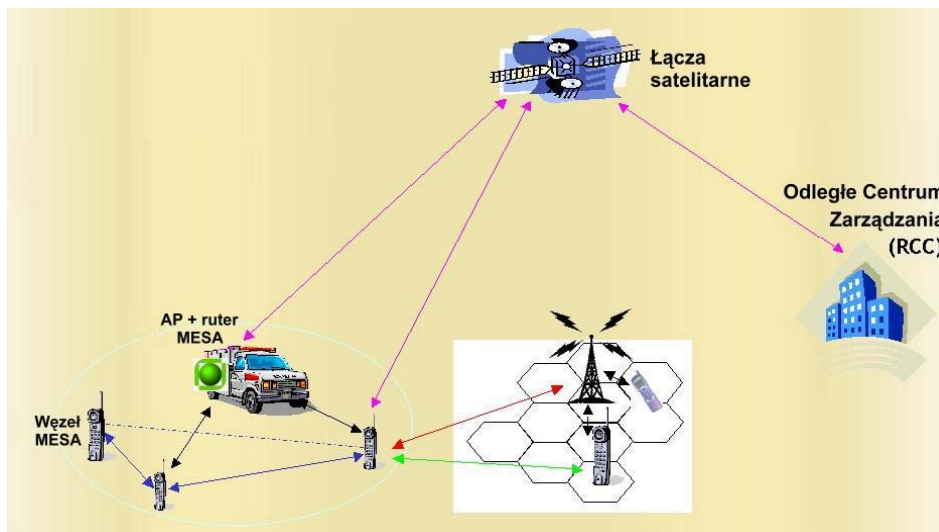 Łącza
satelitarne
Odległe Centrum
Zarządzania
(RCC)
AP + ruter
MESA
Węzeł
MESA